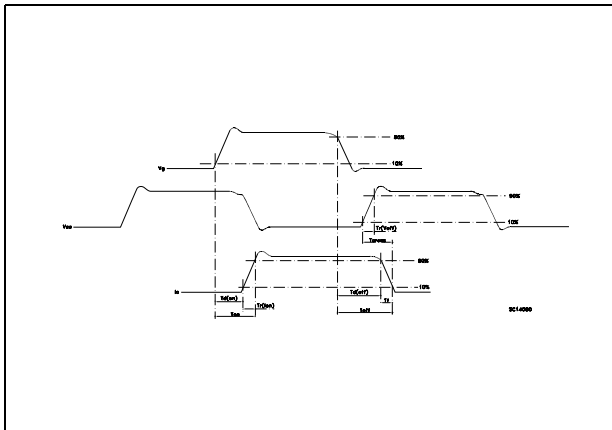 90%
Vg
10%
90%
10%
Vce
Tr(Voff)
Tcross
90%
Ic
10%
Td(on)
Td(off)
Tr(Ion)
Tf
Ton
Toff
SC14080